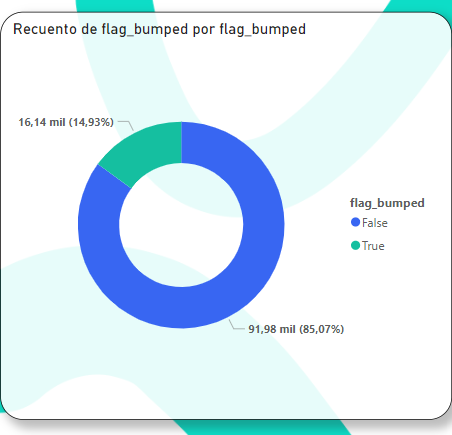 Recuento de flag_bumped por flag_bumped
16,14 mil (14,93%)
flag_bumped
False
True
91,98 mil (85,07%)